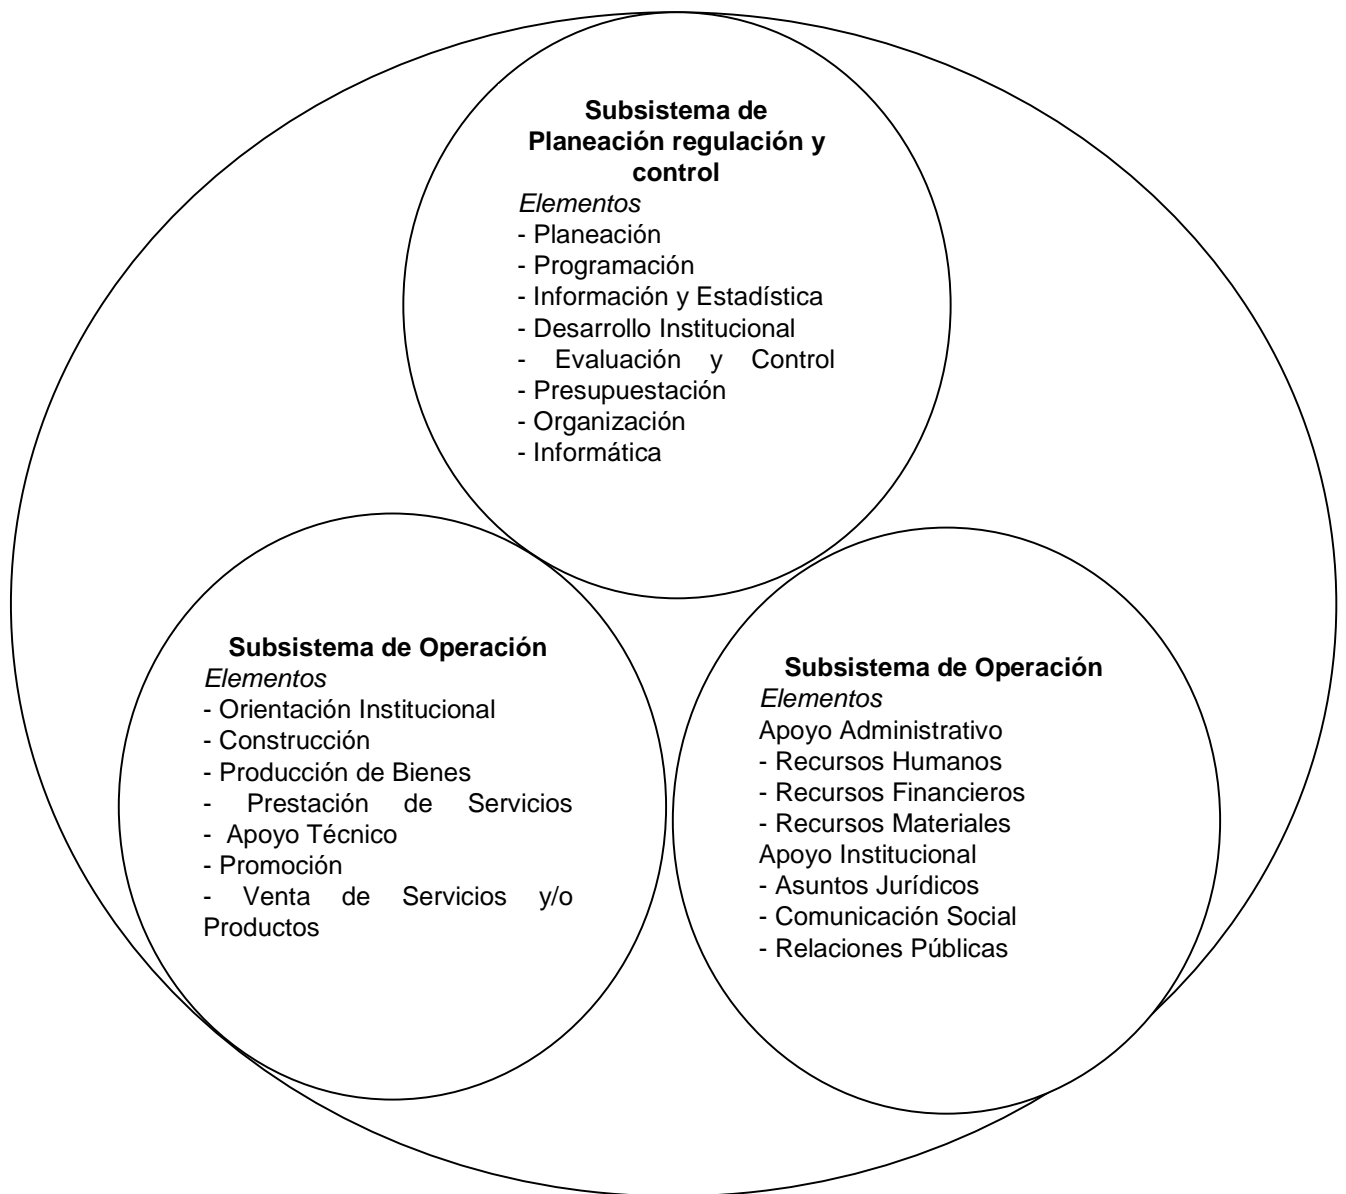 Subsistema de
Planeación regulación y
control
Elementos
- Planeación
- Programación
- Información y Estadística
- Desarrollo Institucional
- Evaluación y Control
- Presupuestación
- Organización
- Informática
Subsistema de Operación
Elementos
- Orientación Institucional
- Construcción
- Producción de Bienes
- Prestación de Servicios
- Apoyo Técnico
- Promoción
- Venta de Servicios y/o
Productos
Subsistema de Operación
Elementos
Apoyo Administrativo
- Recursos Humanos
- Recursos Financieros
- Recursos Materiales
Apoyo Institucional
- Asuntos Jurídicos
- Comunicación Social
- Relaciones Públicas